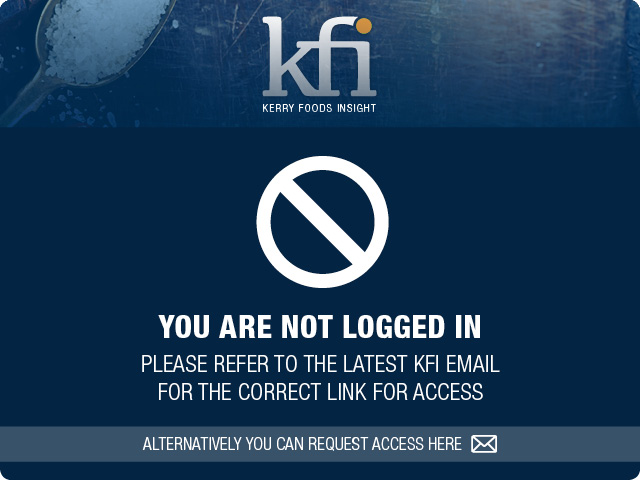 kfi
KERRY FOODS INSIGHT
YOU ARE NOT LOGGED IN
PLEASE REFER TO THE LATEST KFI EMAIL
FOR THE CORRECT LINK FOR ACCESS
ALTERNATIVELY YOU CAN REQUEST ACCESS HERE